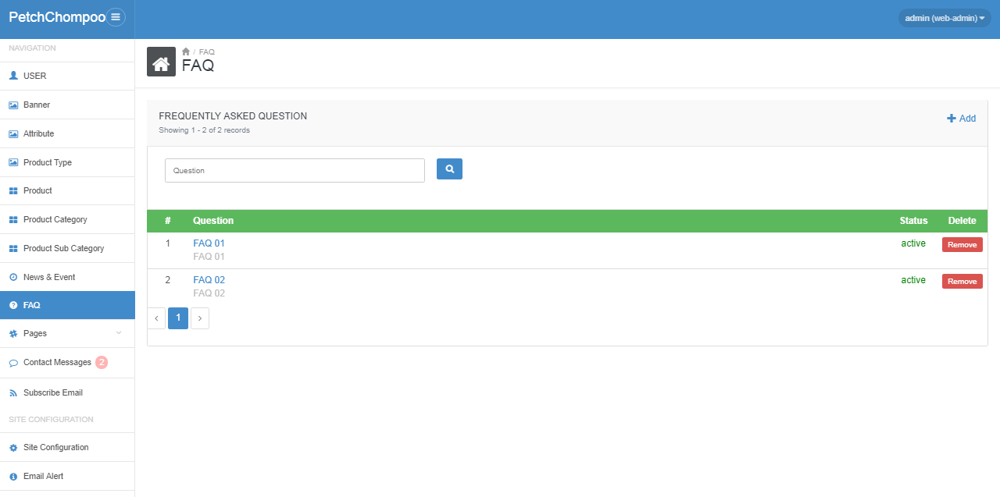 PetchChompoo
admin (web-admin)
NAVIGATION
USER
Banner
Attribute
Product Type
Product
Product Category
Product Sub Category
News & Event
FAQ
Pages
Contact Messages 2
Subscribe Email
SITE CONFIGURATION
Site Configuration
Email Alert
/ FAQ
FAQ
FREQUENTLY ASKED QUESTION
Showing 1 - 2 of 2 records
Add
Question
# Question Status Delete
1 FAQ 01 active Remove
FAQ 01
2 FAQ 02 active Remove
FAQ 02
‹ 1 ›